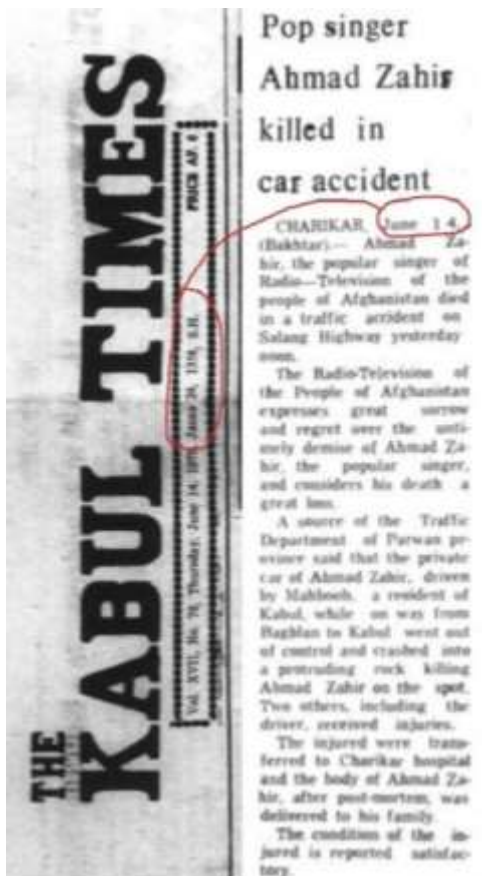 THE
KABUL TIMES
Vol. XVII, No. 78, Thursday, June 14, S.H. PRICE AF. 6
Pop singer
Ahmad Zahir
killed in
car accident
CHARIKAR, June 14,
(Bakhtar).— Ahmad Za-
hir, the popular singer of
Radio—Television of the
people of Afghanistan died
in a traffic accident on
Salang Highway yesterday
noon.
The Radio-Television of
the People of Afghanistan
expresses great sorrow
and regret over the unti-
mely demise of Ahmad Za-
hir, the popular singer,
and considers his death a
great loss.
A source of the Traffic
Department of Parwan pr-
ovince said that the private
car of Ahmad Zahir, driven
by Mahboob, a resident of
Kabul, while on way from
Baghlan to Kabul went out
of control and crashed into
a protruding rock killing
Ahmad Zahir on the spot.
Two others, including the
driver, received injuries.
The injured were trans-
ferred to Charikar hospital
and the body of Ahmad Za-
hir, after post-mortem, was
delivered to his family.
The condition of the in-
jured is reported satisfac-
tory.